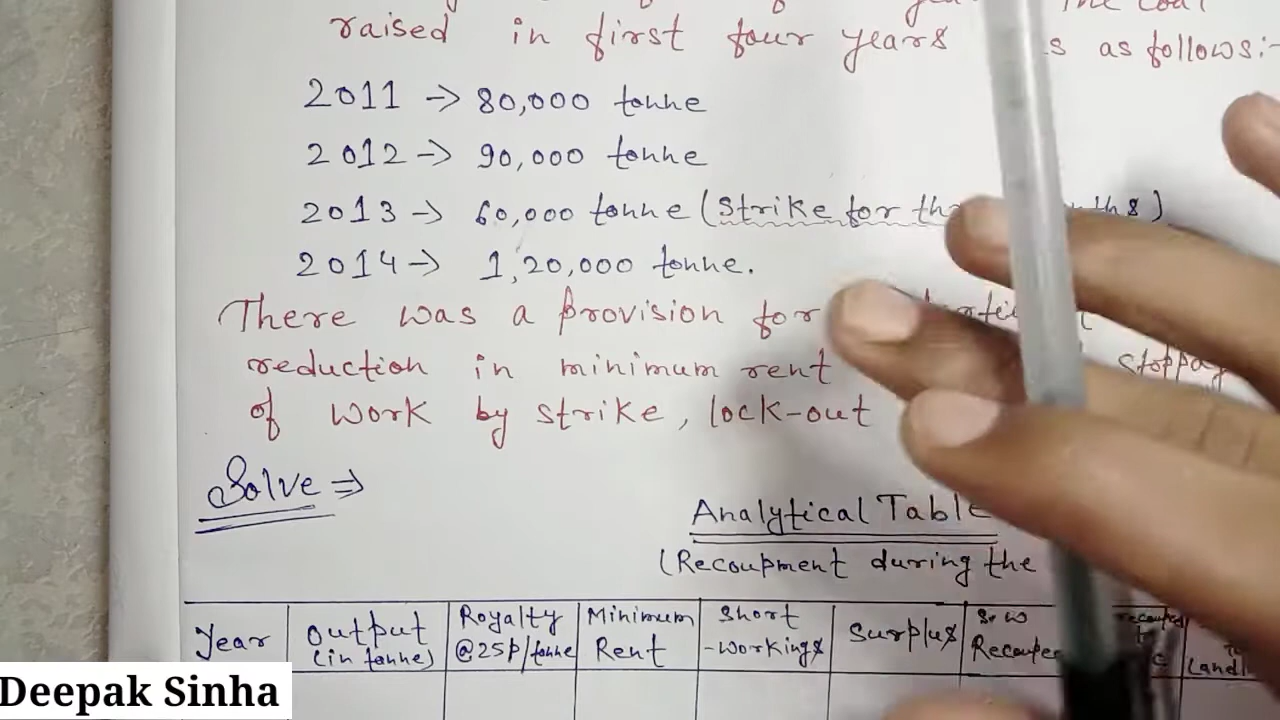 raised in first four years as follows:-
2011 -> 80,000 tonne
2012 -> 90,000 tonne
2013 -> 60,000 tonne (Strike for
2014 -> 1,20,000 tonne.
There was a provision for
reduction in minimum rent
of work by strike, lock-out
Solve =>
Analytical Table
(Recoupment during the
Year Output (in tonne) Royalty @25P/tonne Minimum Rent Short -workings Surplus S.W Recouped
Deepak Sinha